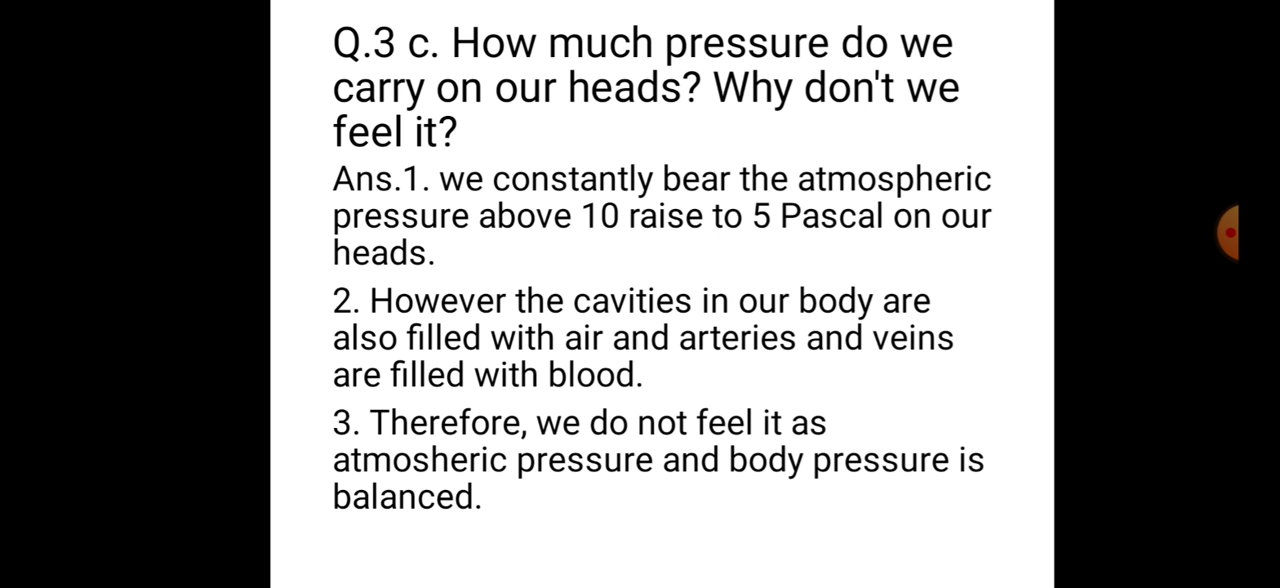 Q.3 c. How much pressure do we
carry on our heads? Why don't we
feel it?
Ans.1. we constantly bear the atmospheric
pressure above 10 raise to 5 Pascal on our
heads.
2. However the cavities in our body are
also filled with air and arteries and veins
are filled with blood.
3. Therefore, we do not feel it as
atmosheric pressure and body pressure is
balanced.